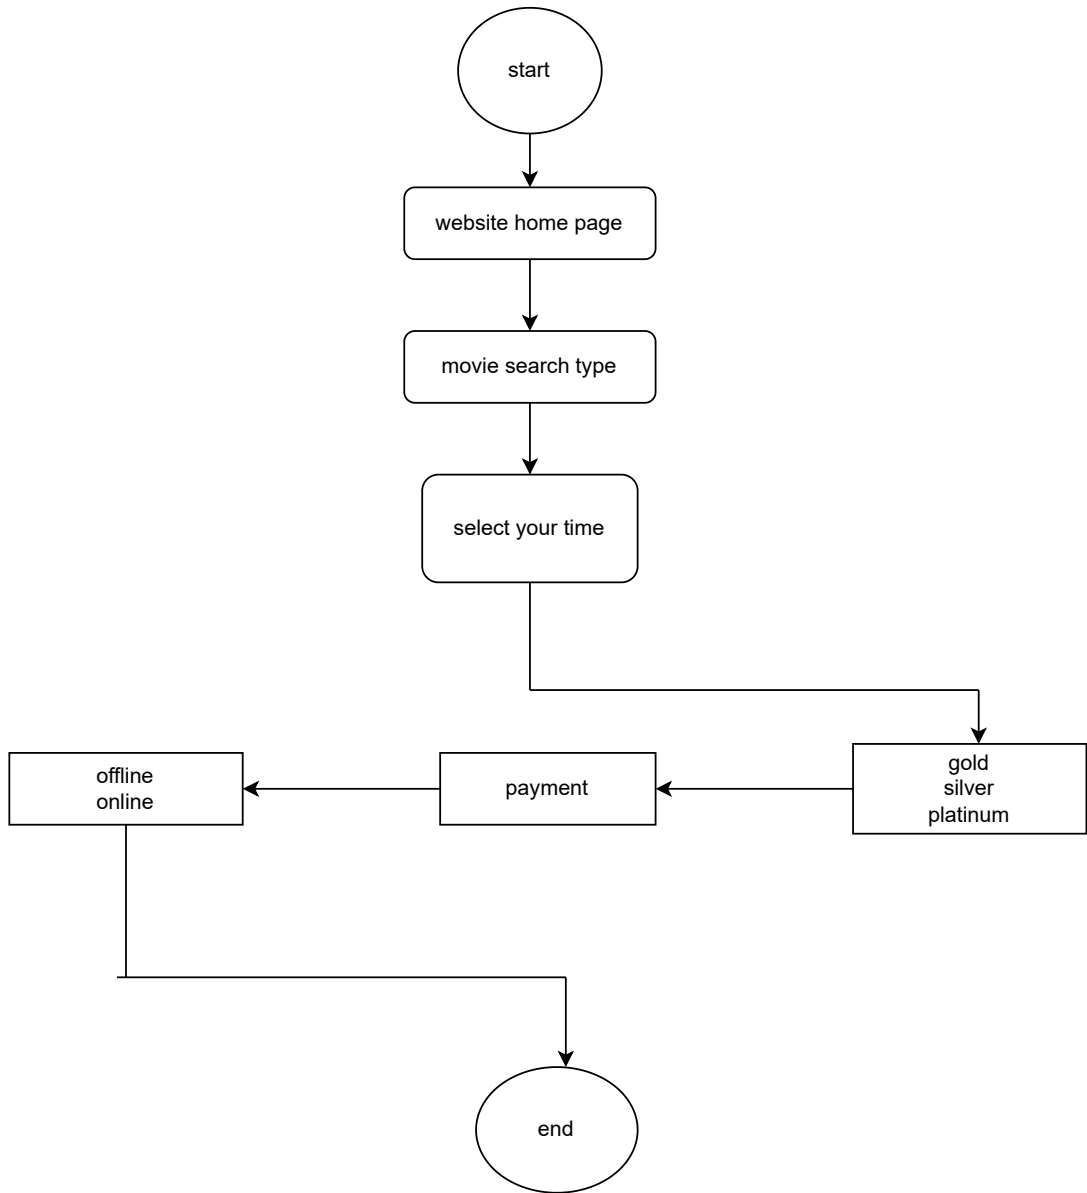 start
website home page
movie search type
select your time
gold
silver
platinum
payment
offline
online
end